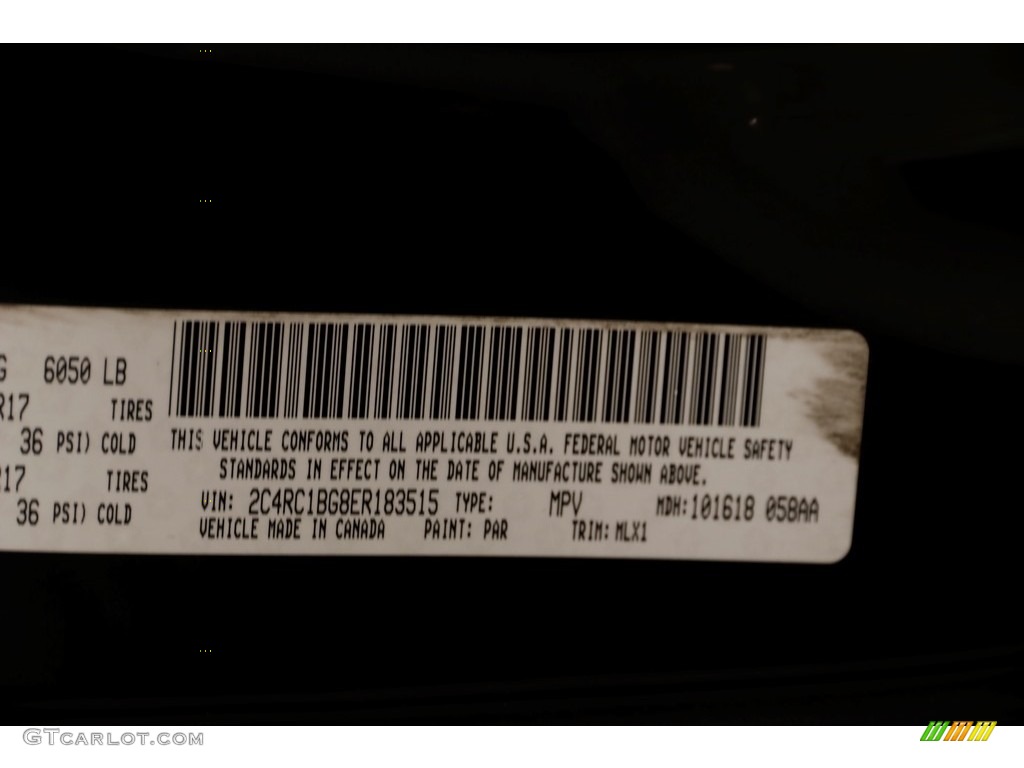 G 6050 LB
R17 TIRES
36 PSI) COLD
R17 TIRES
36 PSI) COLD
THIS VEHICLE CONFORMS TO ALL APPLICABLE U.S.A. FEDERAL MOTOR VEHICLE SAFETY
STANDARDS IN EFFECT ON THE DATE OF MANUFACTURE SHOWN ABOVE.
VIN: 2C4RC1BG8ER183515 TYPE: MPV MDH:101618 058AA
VEHICLE MADE IN CANADA PAINT: PAR TRIM: MLX1
GTCARLOT.COM